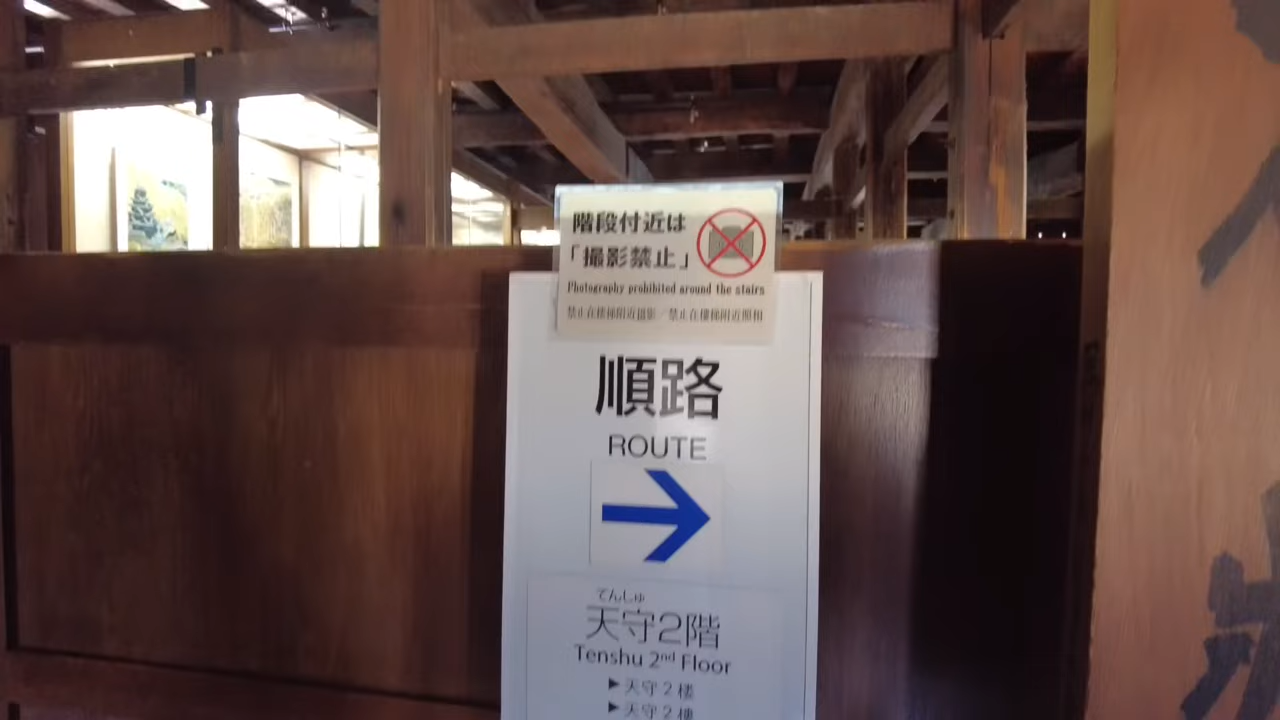 階段付近は
「撮影禁止」
Photography prohibited around the stairs
禁止在楼梯附近摄影／禁止在樓梯附近照相
順路
ROUTE
てんしゅ
天守2階
Tenshu 2nd Floor
▶天守2楼
▶天守2樓